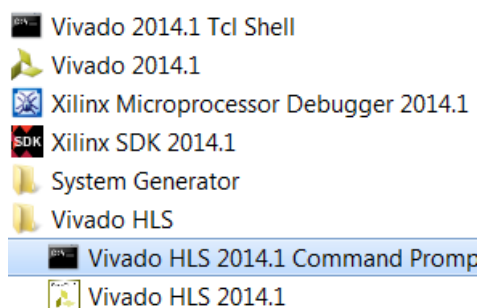 Vivado 2014.1 Tcl Shell
Vivado 2014.1
Xilinx Microprocessor Debugger 2014.1
SDK Xilinx SDK 2014.1
System Generator
Vivado HLS
Vivado HLS 2014.1 Command Promp
Vivado HLS 2014.1